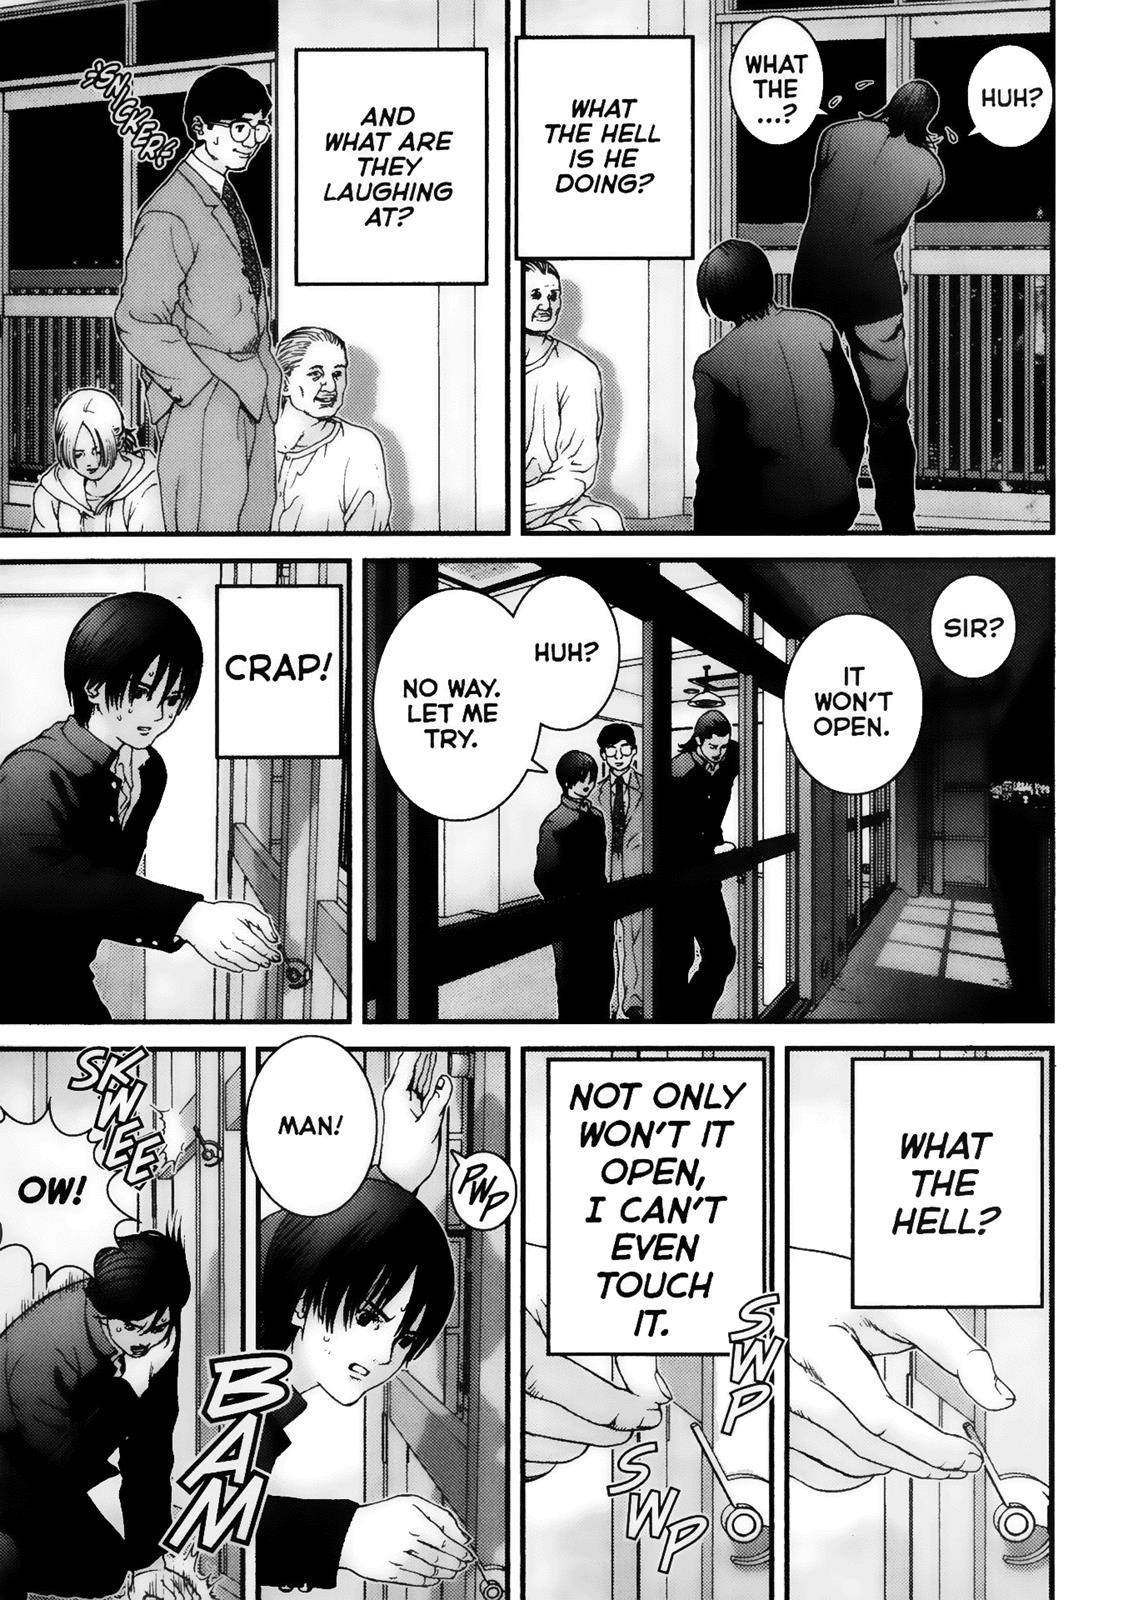 HUH?
WHAT
THE
...?
WHAT
THE HELL
IS HE
DOING?
AND
WHAT ARE
THEY
LAUGHING
AT?
SNICKER
SIR?
IT
WON'T
OPEN.
HUH?
NO WAY.
LET ME
TRY.
CRAP!
WHAT
THE
HELL?
NOT ONLY
WON'T IT
OPEN,
I CAN'T
EVEN
TOUCH
IT.
SWP
SWP
MAN!
PWP
SKWEE
OW!
BAM